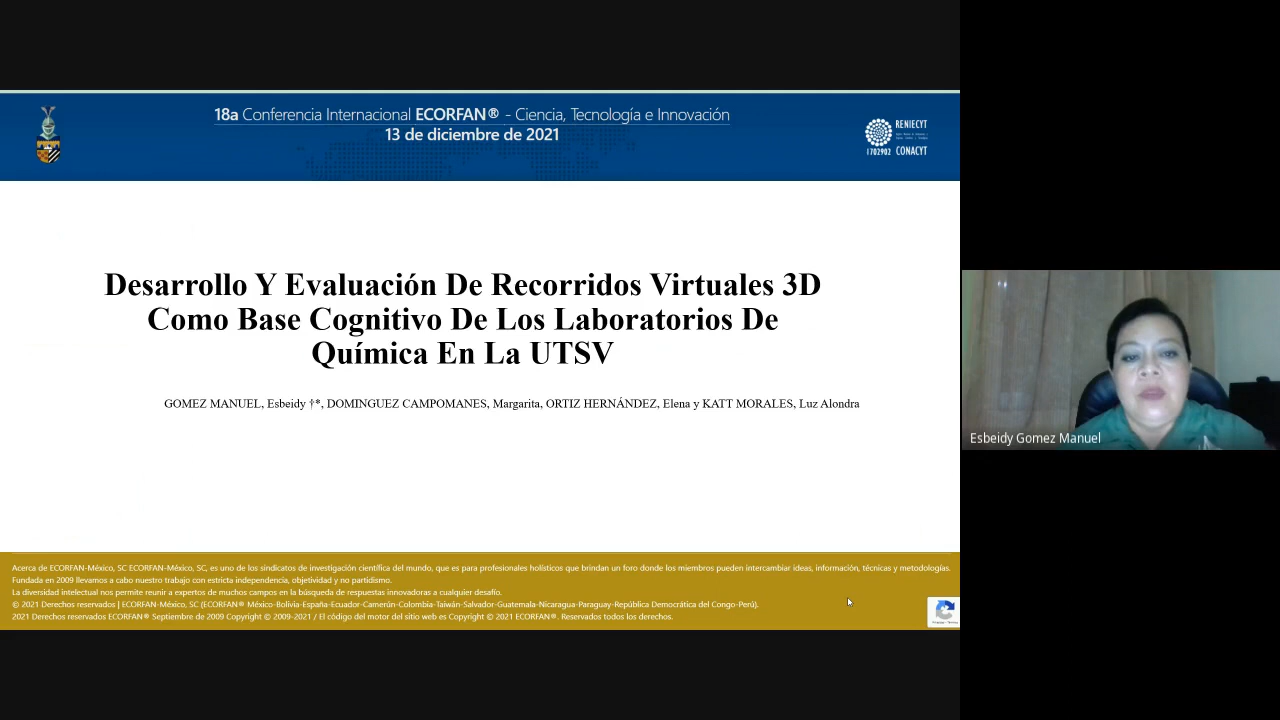 18a Conferencia Internacional ECORFAN® - Ciencia, Tecnología e Innovación
13 de diciembre de 2021
RENIECYT
1702902 CONACYT
Desarrollo Y Evaluación De Recorridos Virtuales 3D
Como Base Cognitivo De Los Laboratorios De
Química En La UTSV
GOMEZ MANUEL, Esbeidy †*, DOMINGUEZ CAMPOMANES, Margarita, ORTIZ HERNÁNDEZ, Elena y KATT MORALES, Luz Alondra
Esbeidy Gomez Manuel
Acerca de ECORFAN-México, SC ECORFAN-México, SC, es uno de los sindicatos de investigación científica del mundo, que es para profesionales holísticos que brindan un foro donde los miembros pueden intercambiar ideas, información, técnicas y metodologías.
Fundada en 2009 llevamos a cabo nuestro trabajo con estricta independencia, objetividad y no partidismo.
La diversidad intelectual nos permite reunir a expertos de muchos campos en la búsqueda de respuestas innovadoras a cualquier desafío.
© 2021 Derechos reservados | ECORFAN-México, SC (ECORFAN® México-Bolivia-España-Ecuador-Camerún-Colombia-Taiwán-Salvador-Guatemala-Nicaragua-Paraguay-República Democrática del Congo-Perú).
2021 Derechos reservados ECORFAN® Septiembre de 2009 Copyright © 2009-2021 / El código del motor del sitio web es Copyright © 2021 ECORFAN®. Reservados todos los derechos.